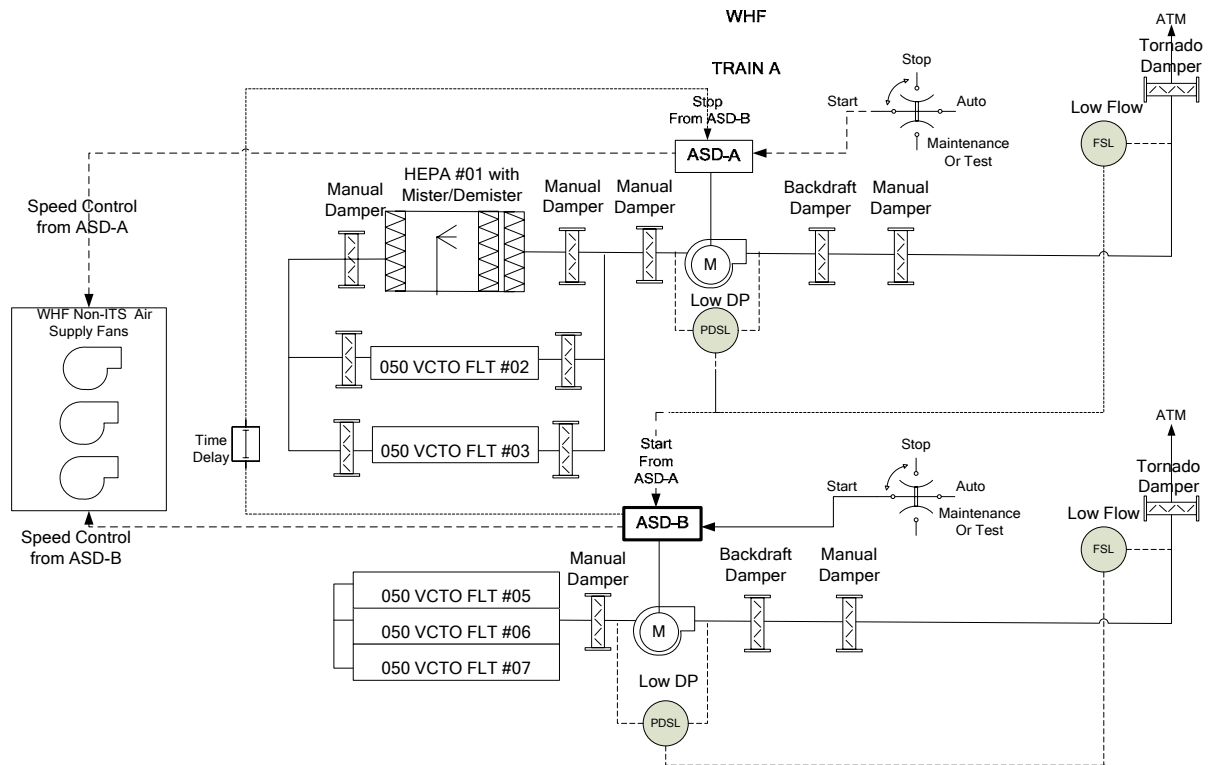 WHF
TRAIN A
ATM
Tornado
Damper
Stop
Start
Auto
Maintenance
Or Test
Low Flow
FSL
Stop
From ASD-B
ASD-A
HEPA #01 with
Mister/Demister
Manual
Damper
Manual
Damper
Manual
Damper
Backdraft
Damper
Manual
Damper
Speed Control
from ASD-A
M
Low DP
PDSL
WHF Non-ITS Air
Supply Fans
050 VCTO FLT #02
050 VCTO FLT #03
Time
Delay
Start
From
ASD-A
ATM
Tornado
Damper
Stop
Start
Auto
Maintenance
Or Test
Low Flow
FSL
ASD-B
Speed Control
from ASD-B
Manual
Damper
Backdraft
Damper
Manual
Damper
050 VCTO FLT #05
050 VCTO FLT #06
050 VCTO FLT #07
M
Low DP
PDSL